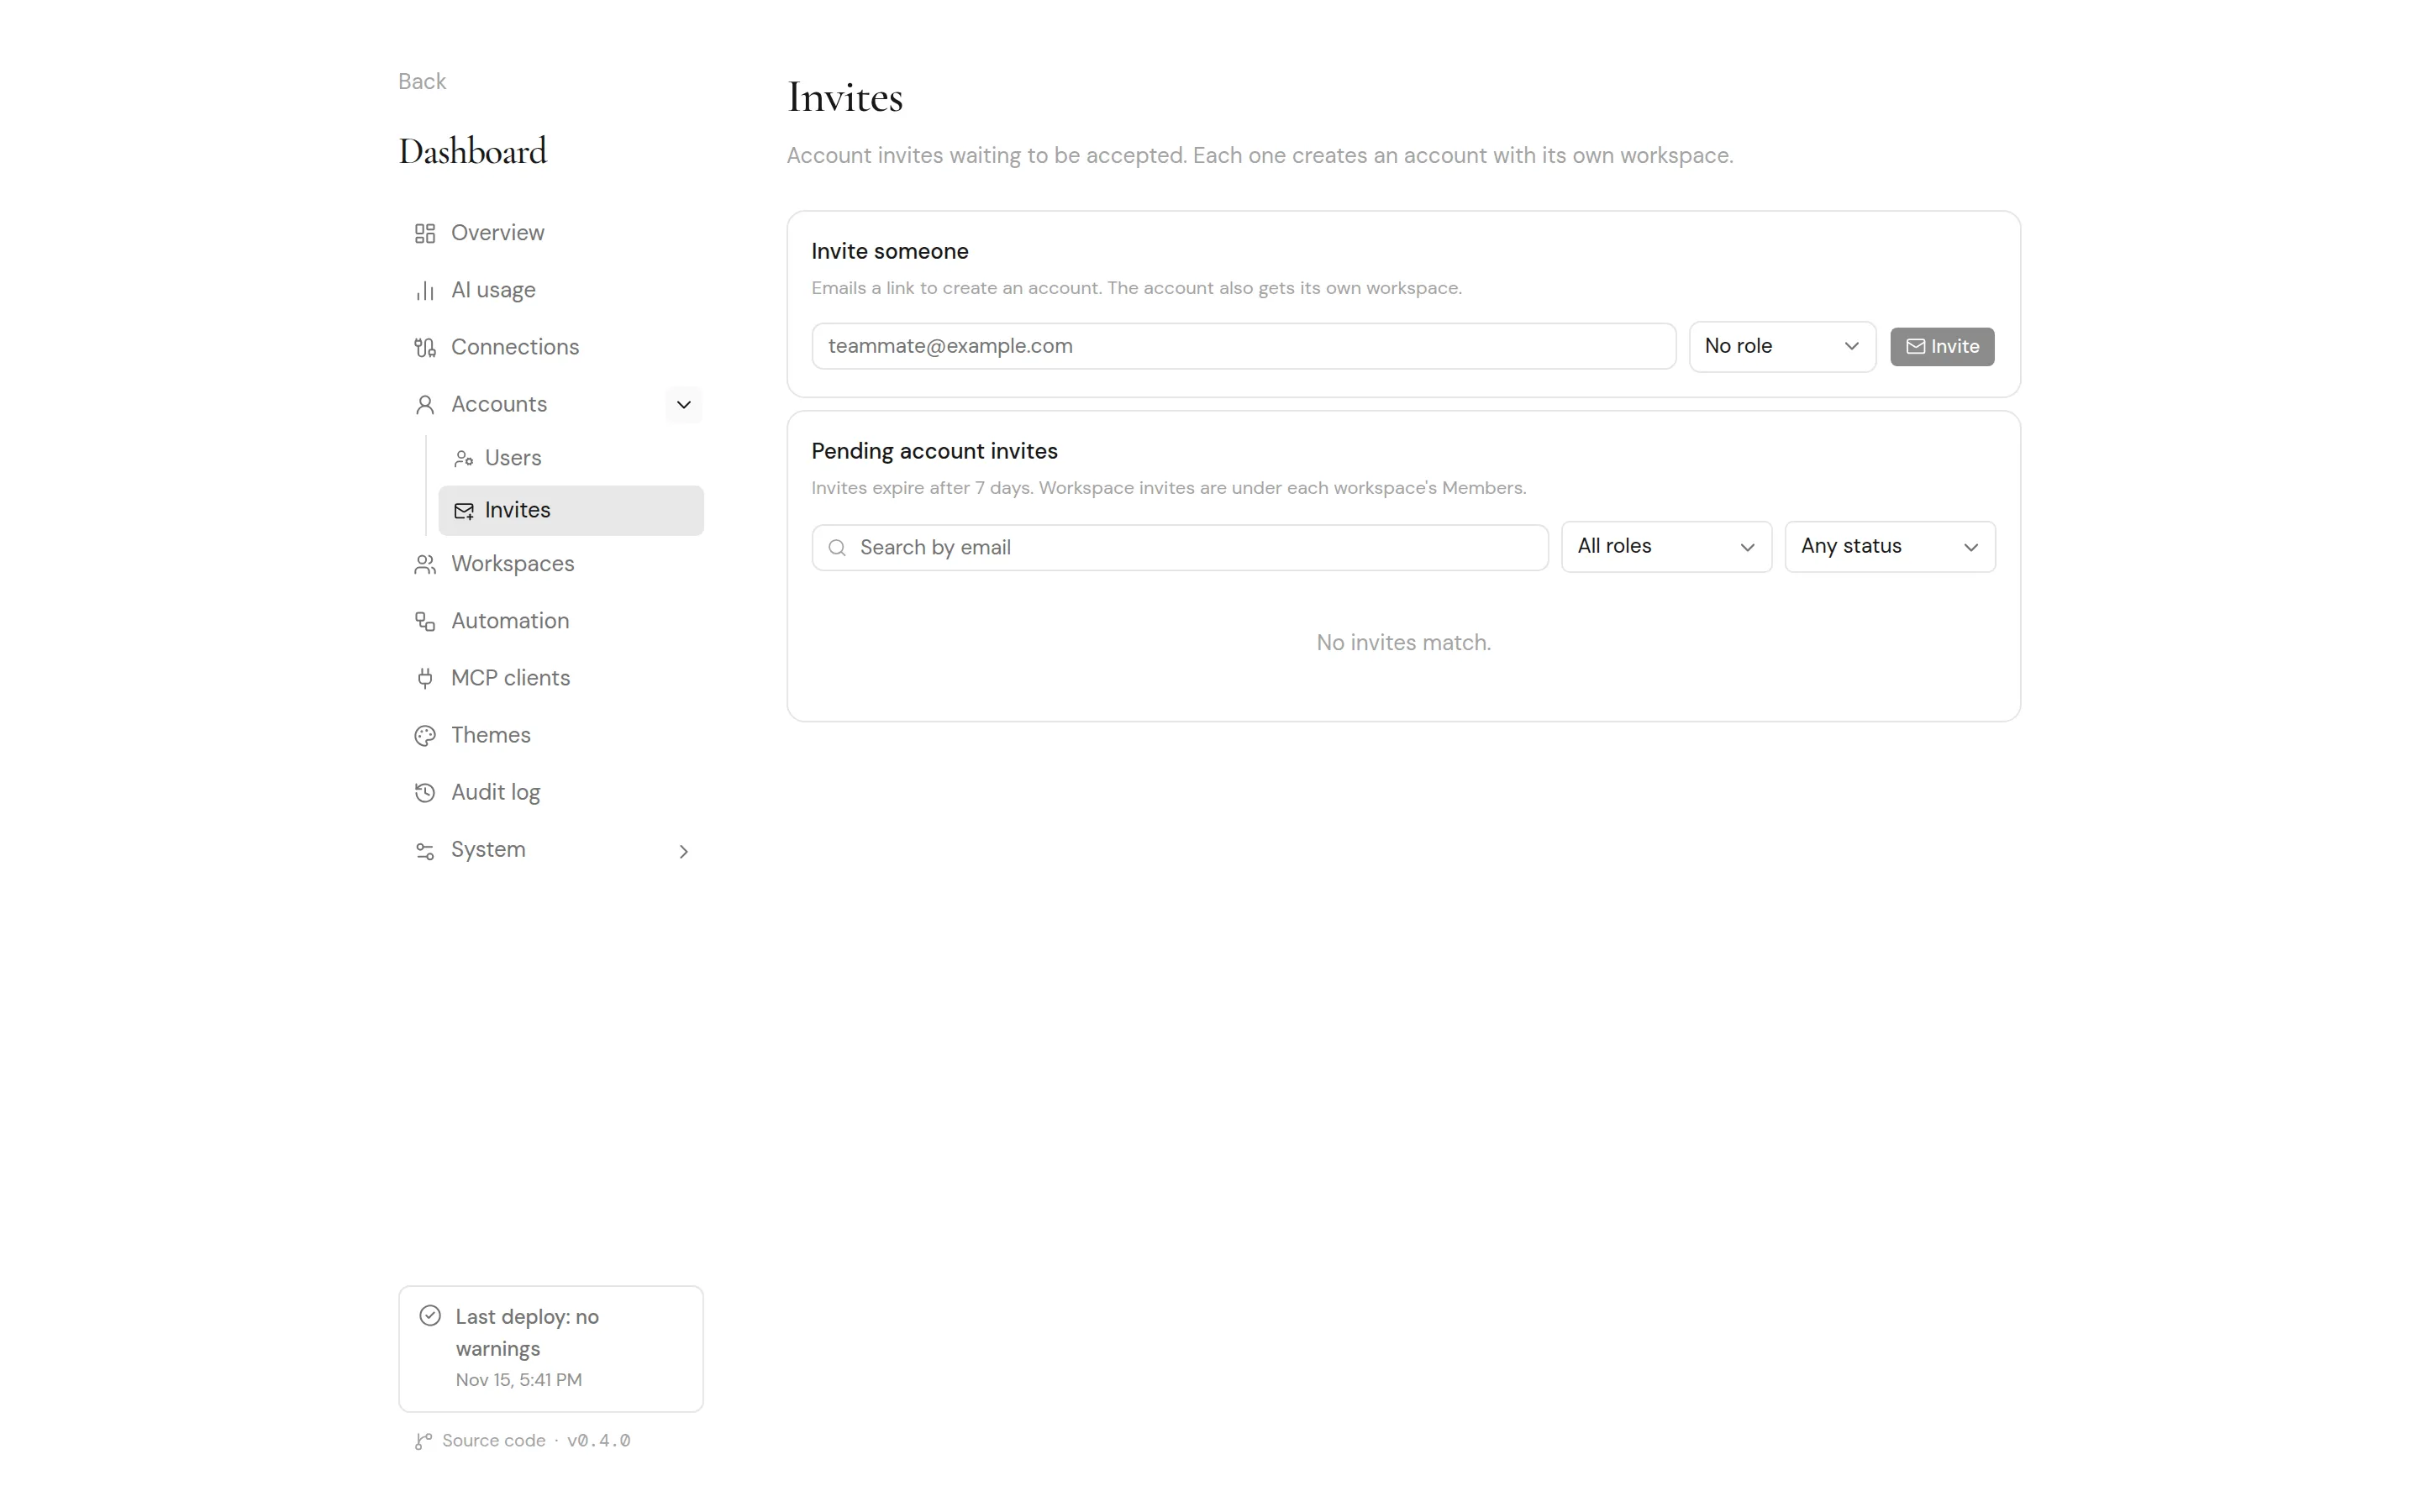 Back
Dashboard
Overview
AI usage
Connections
Accounts
Users
Invites
Workspaces
Automation
MCP clients
Themes
Audit log
System
Last deploy: no
warnings
Nov 15, 5:41 PM
Source code · v0.4.0
Invites
Account invites waiting to be accepted. Each one creates an account with its own workspace.
Invite someone
Emails a link to create an account. The account also gets its own workspace.
teammate@example.com
No role
Invite
Pending account invites
Invites expire after 7 days. Workspace invites are under each workspace's Members.
Search by email
All roles
Any status
No invites match.